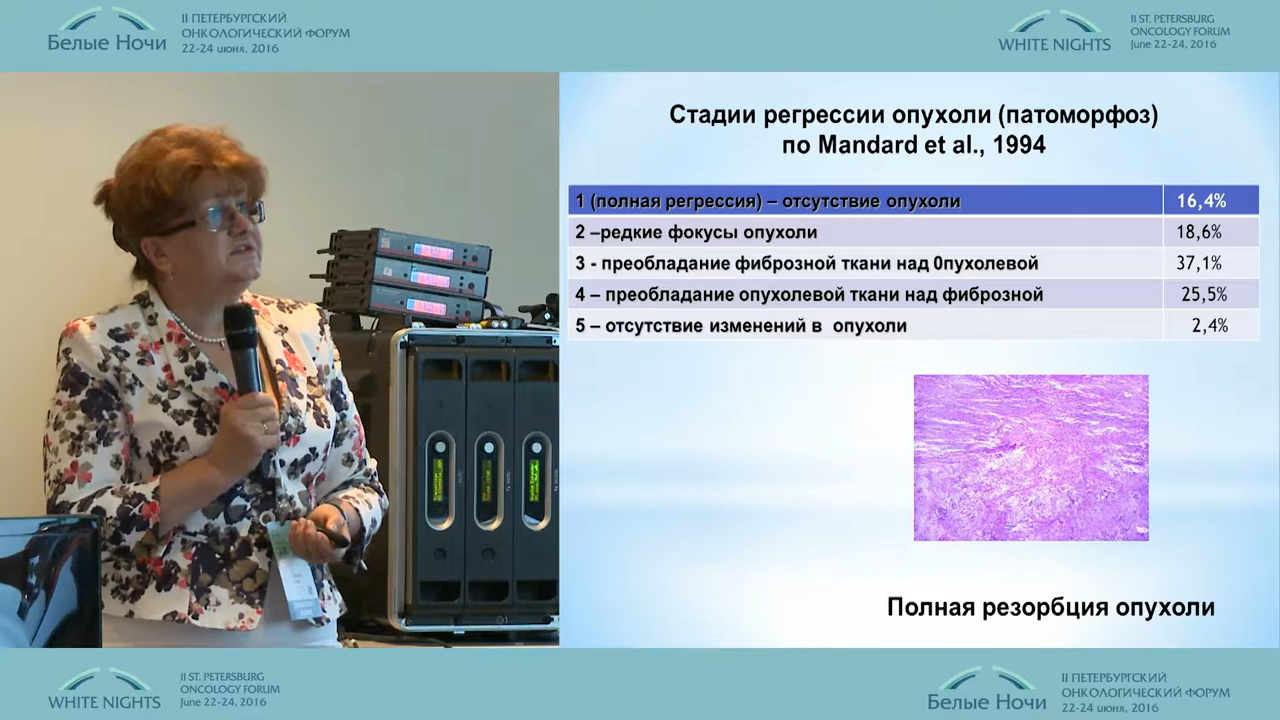 Белые Ночи
II ПЕТЕРБУРГСКИЙ
ОНКОЛОГИЧЕСКИЙ ФОРУМ
22-24 июня, 2016
WHITE NIGHTS
II ST. PETERSBURG
ONCOLOGY FORUM
June 22-24, 2016
Стадии регрессии опухоли (патоморфоз)
по Mandard et al., 1994
1 (полная регрессия) – отсутствие опухоли 16,4%
2 –редкие фокусы опухоли 18,6%
3 - преобладание фиброзной ткани над 0пухолевой 37,1%
4 – преобладание опухолевой ткани над фиброзной 25,5%
5 – отсутствие изменений в опухоли 2,4%
Полная резорбция опухоли
WHITE NIGHTS
II ST. PETERSBURG
ONCOLOGY FORUM
June 22-24, 2016
Белые Ночи
II ПЕТЕРБУРГСКИЙ
ОНКОЛОГИЧЕСКИЙ ФОРУМ
22-24 июня, 2016